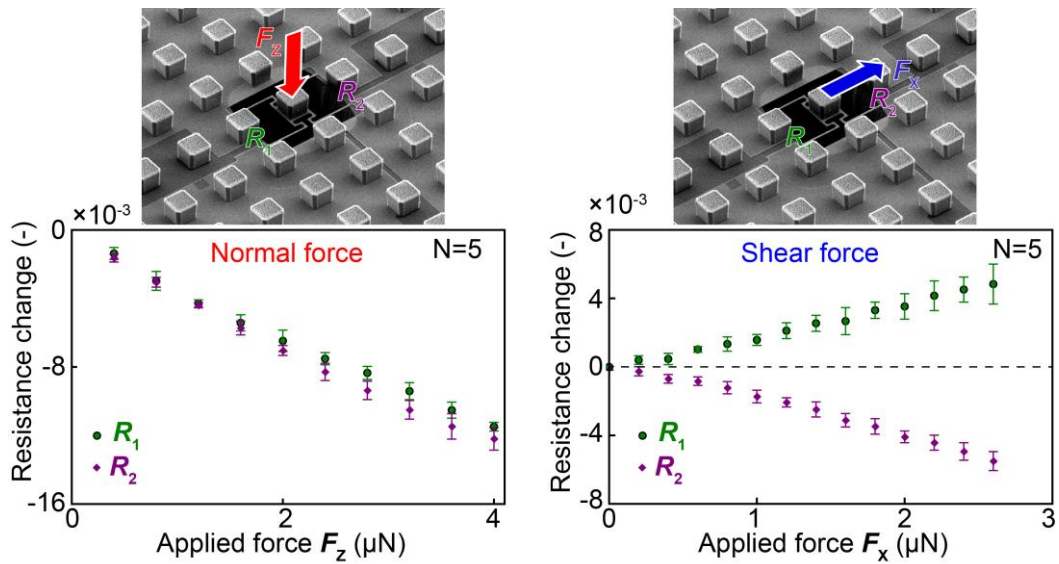 F_z
R_2
R_1
F_x
R_2
R_1
×10⁻³
0
Normal force
N=5
-8
R_1
R_2
-16
0 2 4
Resistance change (-)
Applied force F_z (µN)
×10⁻³
8
Shear force
N=5
4
0
-4
R_1
R_2
-8
0 1 2 3
Resistance change (-)
Applied force F_x (µN)